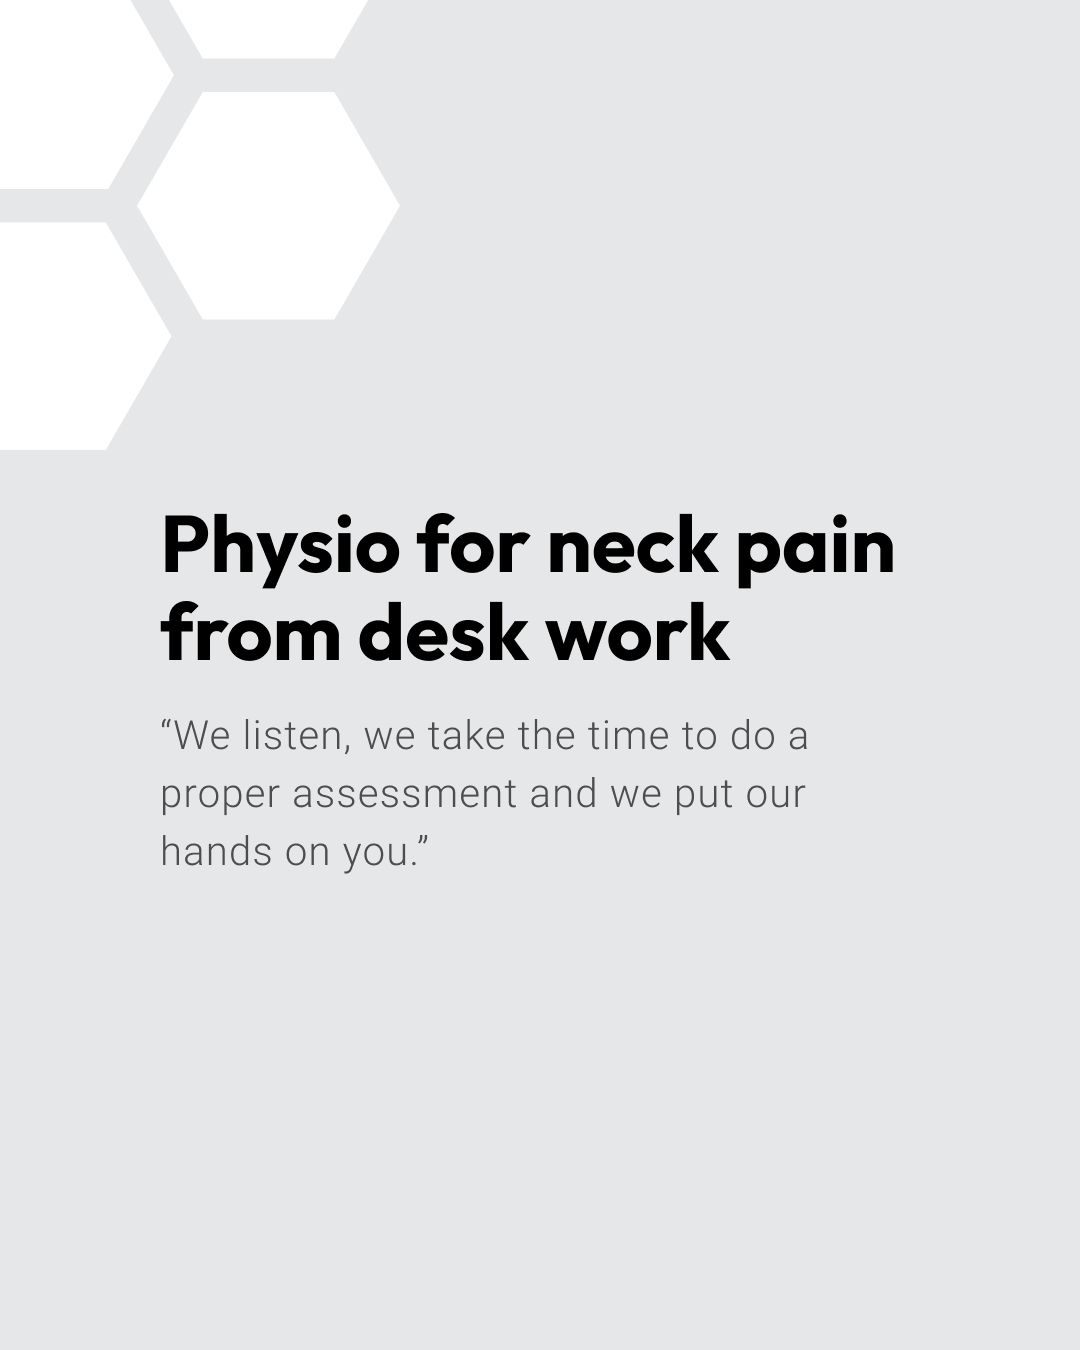 Physio for neck pain
from desk work
“We listen, we take the time to do a
proper assessment and we put our
hands on you.”